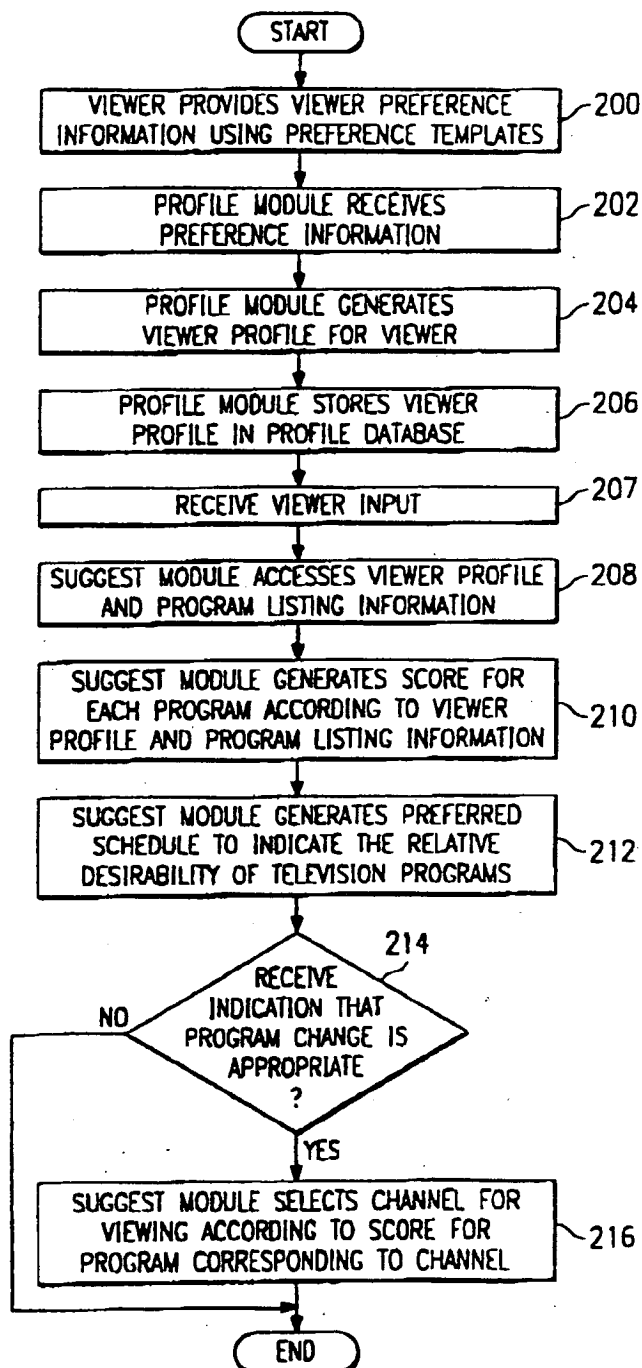 START
VIEWER PROVIDES VIEWER PREFERENCE
INFORMATION USING PREFERENCE TEMPLATES
200
PROFILE MODULE RECEIVES
PREFERENCE INFORMATION
202
PROFILE MODULE GENERATES
VIEWER PROFILE FOR VIEWER
204
PROFILE MODULE STORES VIEWER
PROFILE IN PROFILE DATABASE
206
RECEIVE VIEWER INPUT
207
SUGGEST MODULE ACCESSES VIEWER PROFILE
AND PROGRAM LISTING INFORMATION
208
SUGGEST MODULE GENERATES SCORE FOR
EACH PROGRAM ACCORDING TO VIEWER
PROFILE AND PROGRAM LISTING INFORMATION
210
SUGGEST MODULE GENERATES PREFERRED
SCHEDULE TO INDICATE THE RELATIVE
DESIRABILITY OF TELEVISION PROGRAMS
212
214
RECEIVE
INDICATION THAT
PROGRAM CHANGE IS
APPROPRIATE
?
NO
YES
SUGGEST MODULE SELECTS CHANNEL FOR
VIEWING ACCORDING TO SCORE FOR
PROGRAM CORRESPONDING TO CHANNEL
216
END